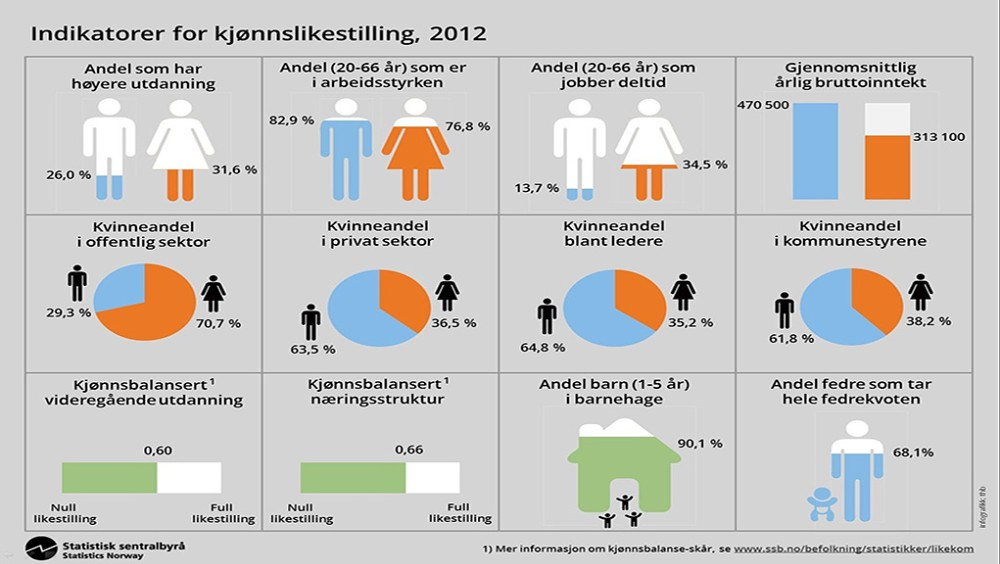 Indikatorer for kjønnslikestilling, 2012
Andel som har
høyere utdanning
26,0 %
31,6 %
Andel (20-66 år) som er
i arbeidsstyrken
82,9 %
76,8 %
Andel (20-66 år) som
jobber deltid
13,7 %
34,5 %
Gjennomsnittlig
årlig bruttoinntekt
470 500
313 100
Kvinneandel
i offentlig sektor
29,3 %
70,7 %
Kvinneandel
i privat sektor
63,5 %
36,5 %
Kvinneandel
blant ledere
64,8 %
35,2 %
Kvinneandel
i kommunestyrene
61,8 %
38,2 %
Kjønnsbalansert¹
videregående utdanning
0,60
Null
likestilling
Full
likestilling
Kjønnsbalansert¹
næringsstruktur
0,66
Null
likestilling
Full
likestilling
Andel barn (1-5 år)
i barnehage
90,1 %
Andel fedre som tar
hele fedrekvoten
68,1%
infografikk: thb
Statistisk sentralbyrå
Statistics Norway
1) Mer informasjon om kjønnsbalanse-skår, se www.ssb.no/befolkning/statistikker/likekom